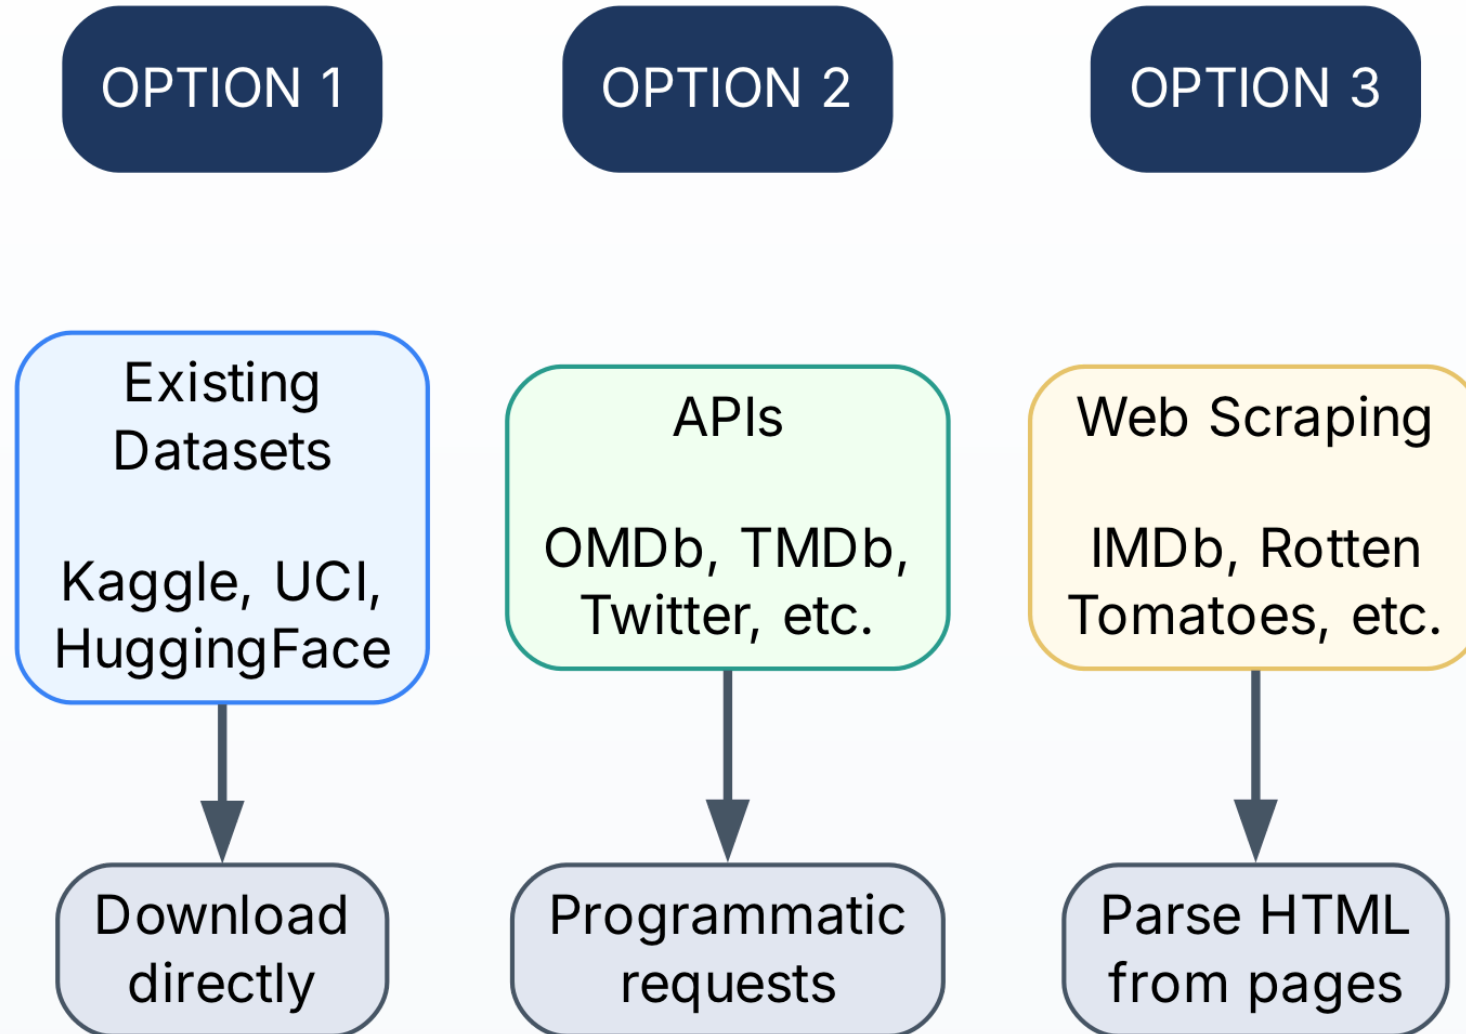 OPTION 1
OPTION 2
OPTION 3
Existing
Datasets
Kaggle, UCI,
HuggingFace
APIs
OMDb, TMDb,
Twitter, etc.
Web Scraping
IMDb, Rotten
Tomatoes, etc.
Download
directly
Programmatic
requests
Parse HTML
from pages